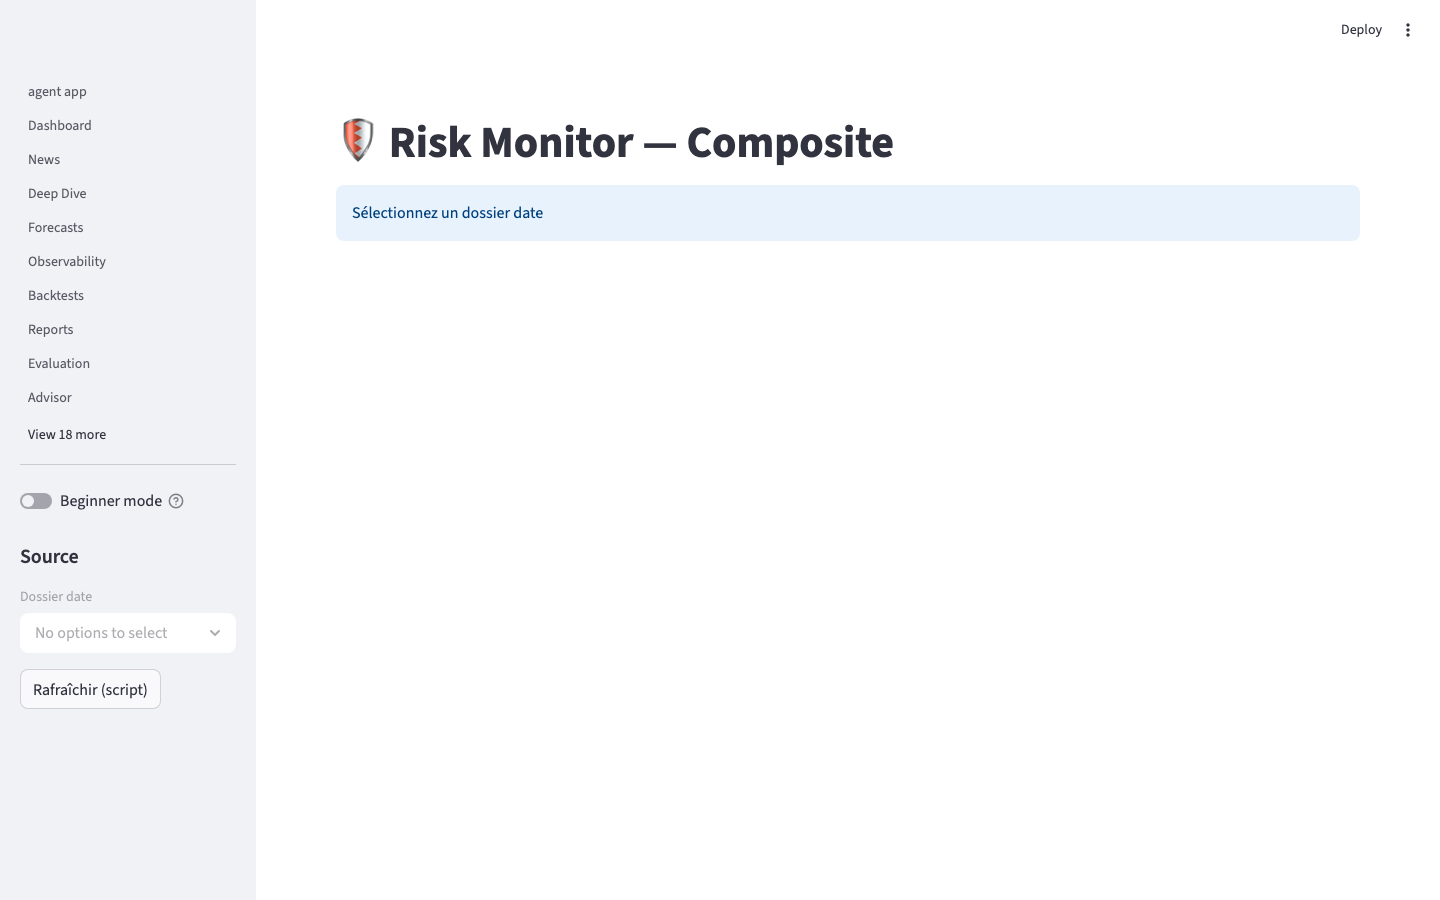 agent app
Dashboard
News
Deep Dive
Forecasts
Observability
Backtests
Reports
Evaluation
Advisor
View 18 more
Beginner mode
Source
Dossier date
No options to select
Rafraîchir (script)
Deploy
Risk Monitor — Composite
Sélectionnez un dossier date